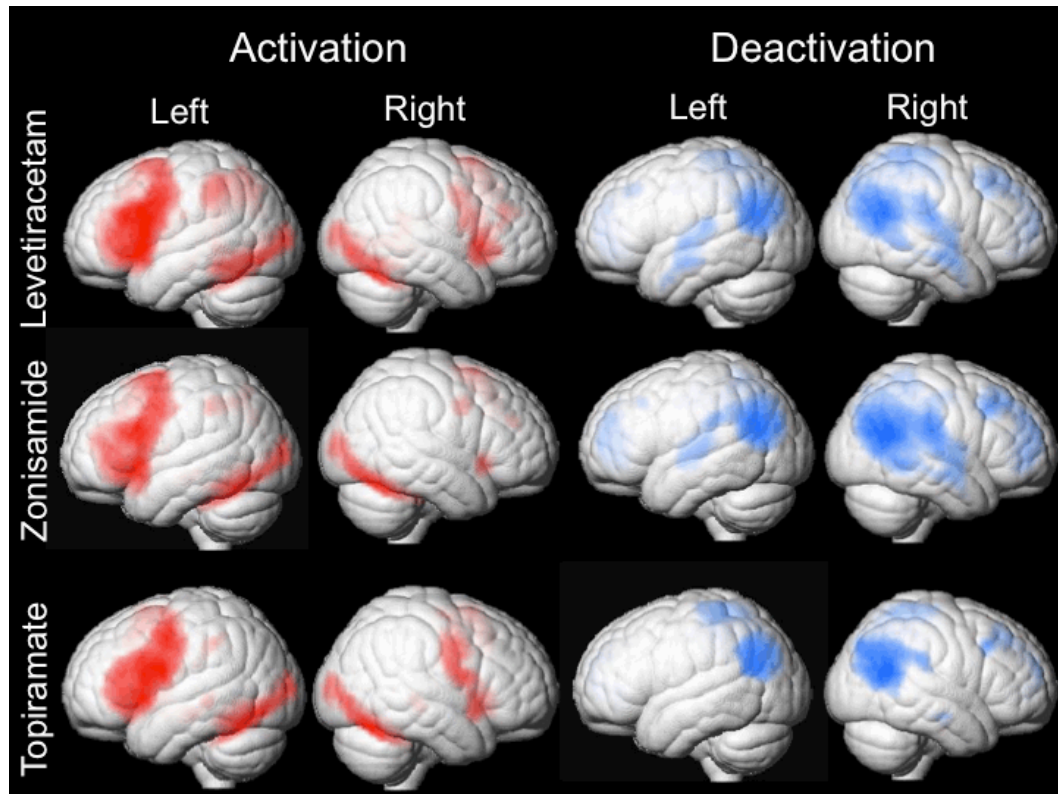 Activation
Deactivation
Left
Right
Left
Right
Levetiracetam
Zonisamide
Topiramate